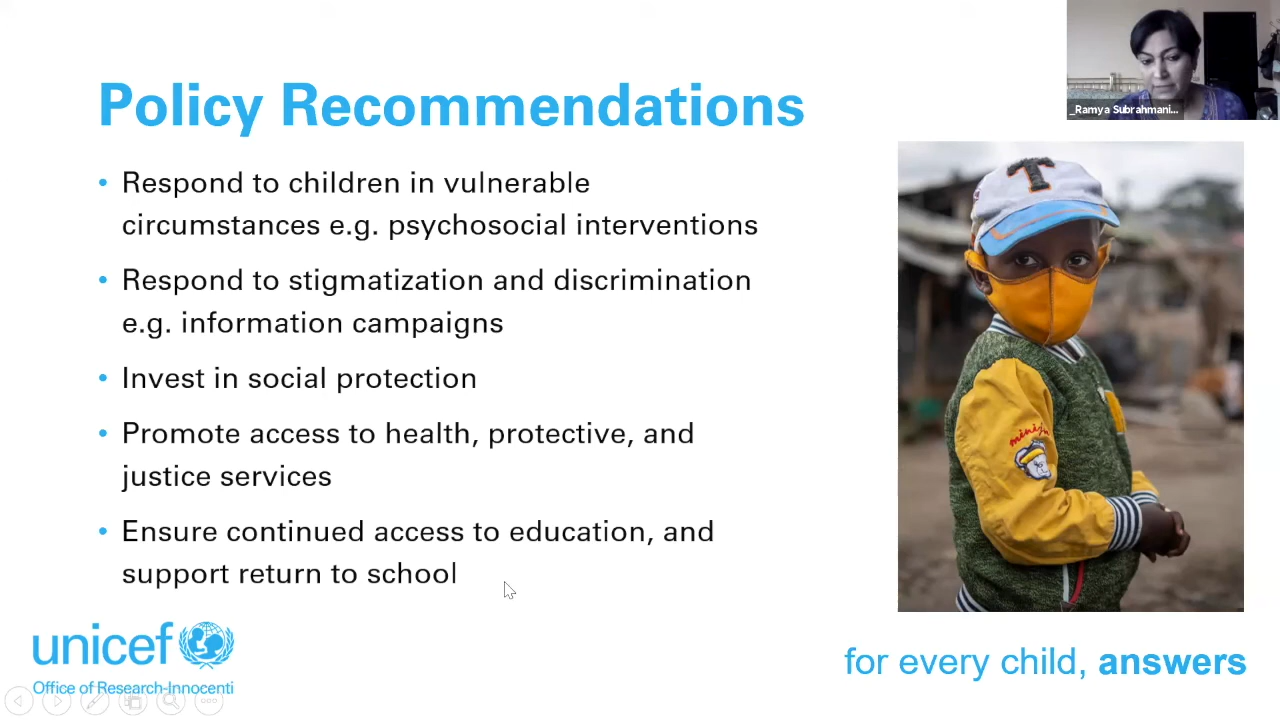 Policy Recommendations
• Respond to children in vulnerable
circumstances e.g. psychosocial interventions
• Respond to stigmatization and discrimination
e.g. information campaigns
• Invest in social protection
• Promote access to health, protective, and
justice services
• Ensure continued access to education, and
support return to school
_Ramya Subrahmani...
T
unicef
Office of Research-Innocenti
for every child, answers